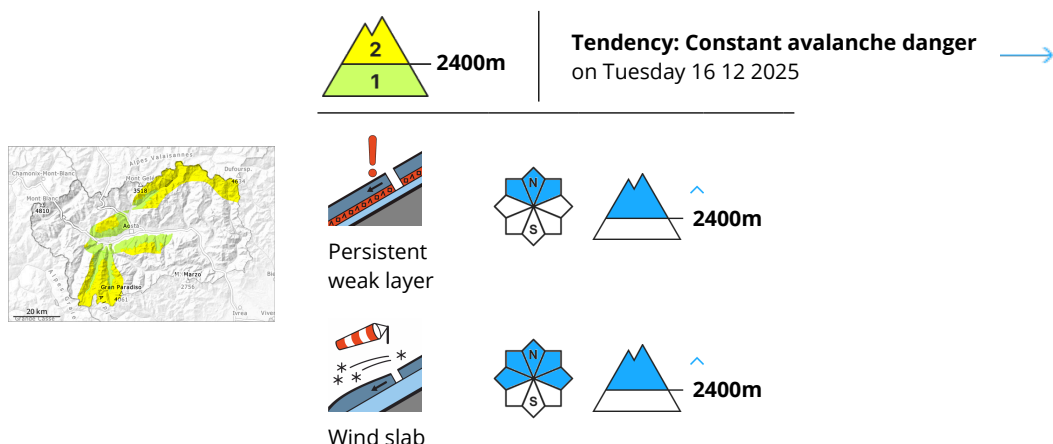 2
1
2400m
Tendency: Constant avalanche danger
on Tuesday 16 12 2025
Alpes Valaisannes
Chamonix-Mont-Blanc
Mont Gelé
3518
Dufoursp.
Mont Blanc
4810
Aosta
Marzo
2756
Gran Paradiso
4061
20 km
Ivrea
N
S
2400m
Persistent
weak layer
N
S
2400m
Wind slab